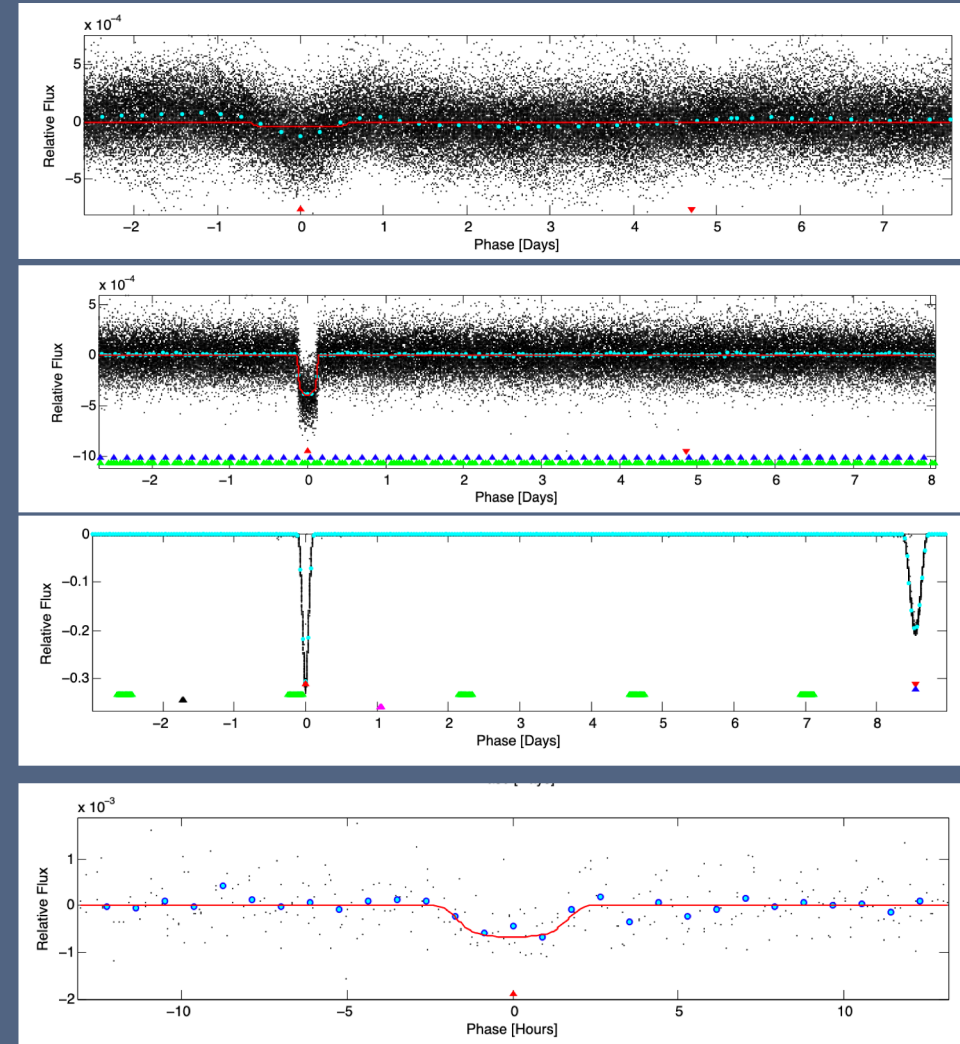 x 10⁻⁴
5
0
−5
Relative Flux
−2 −1 0 1 2 3 4 5 6 7
Phase [Days]
x 10⁻⁴
5
0
−5
−10
Relative Flux
−2 −1 0 1 2 3 4 5 6 7 8
Phase [Days]
0
−0.1
−0.2
−0.3
Relative Flux
−2 −1 0 1 2 3 4 5 6 7 8
Phase [Days]
x 10⁻³
1
0
−1
−2
Relative Flux
−10 −5 0 5 10
Phase [Hours]